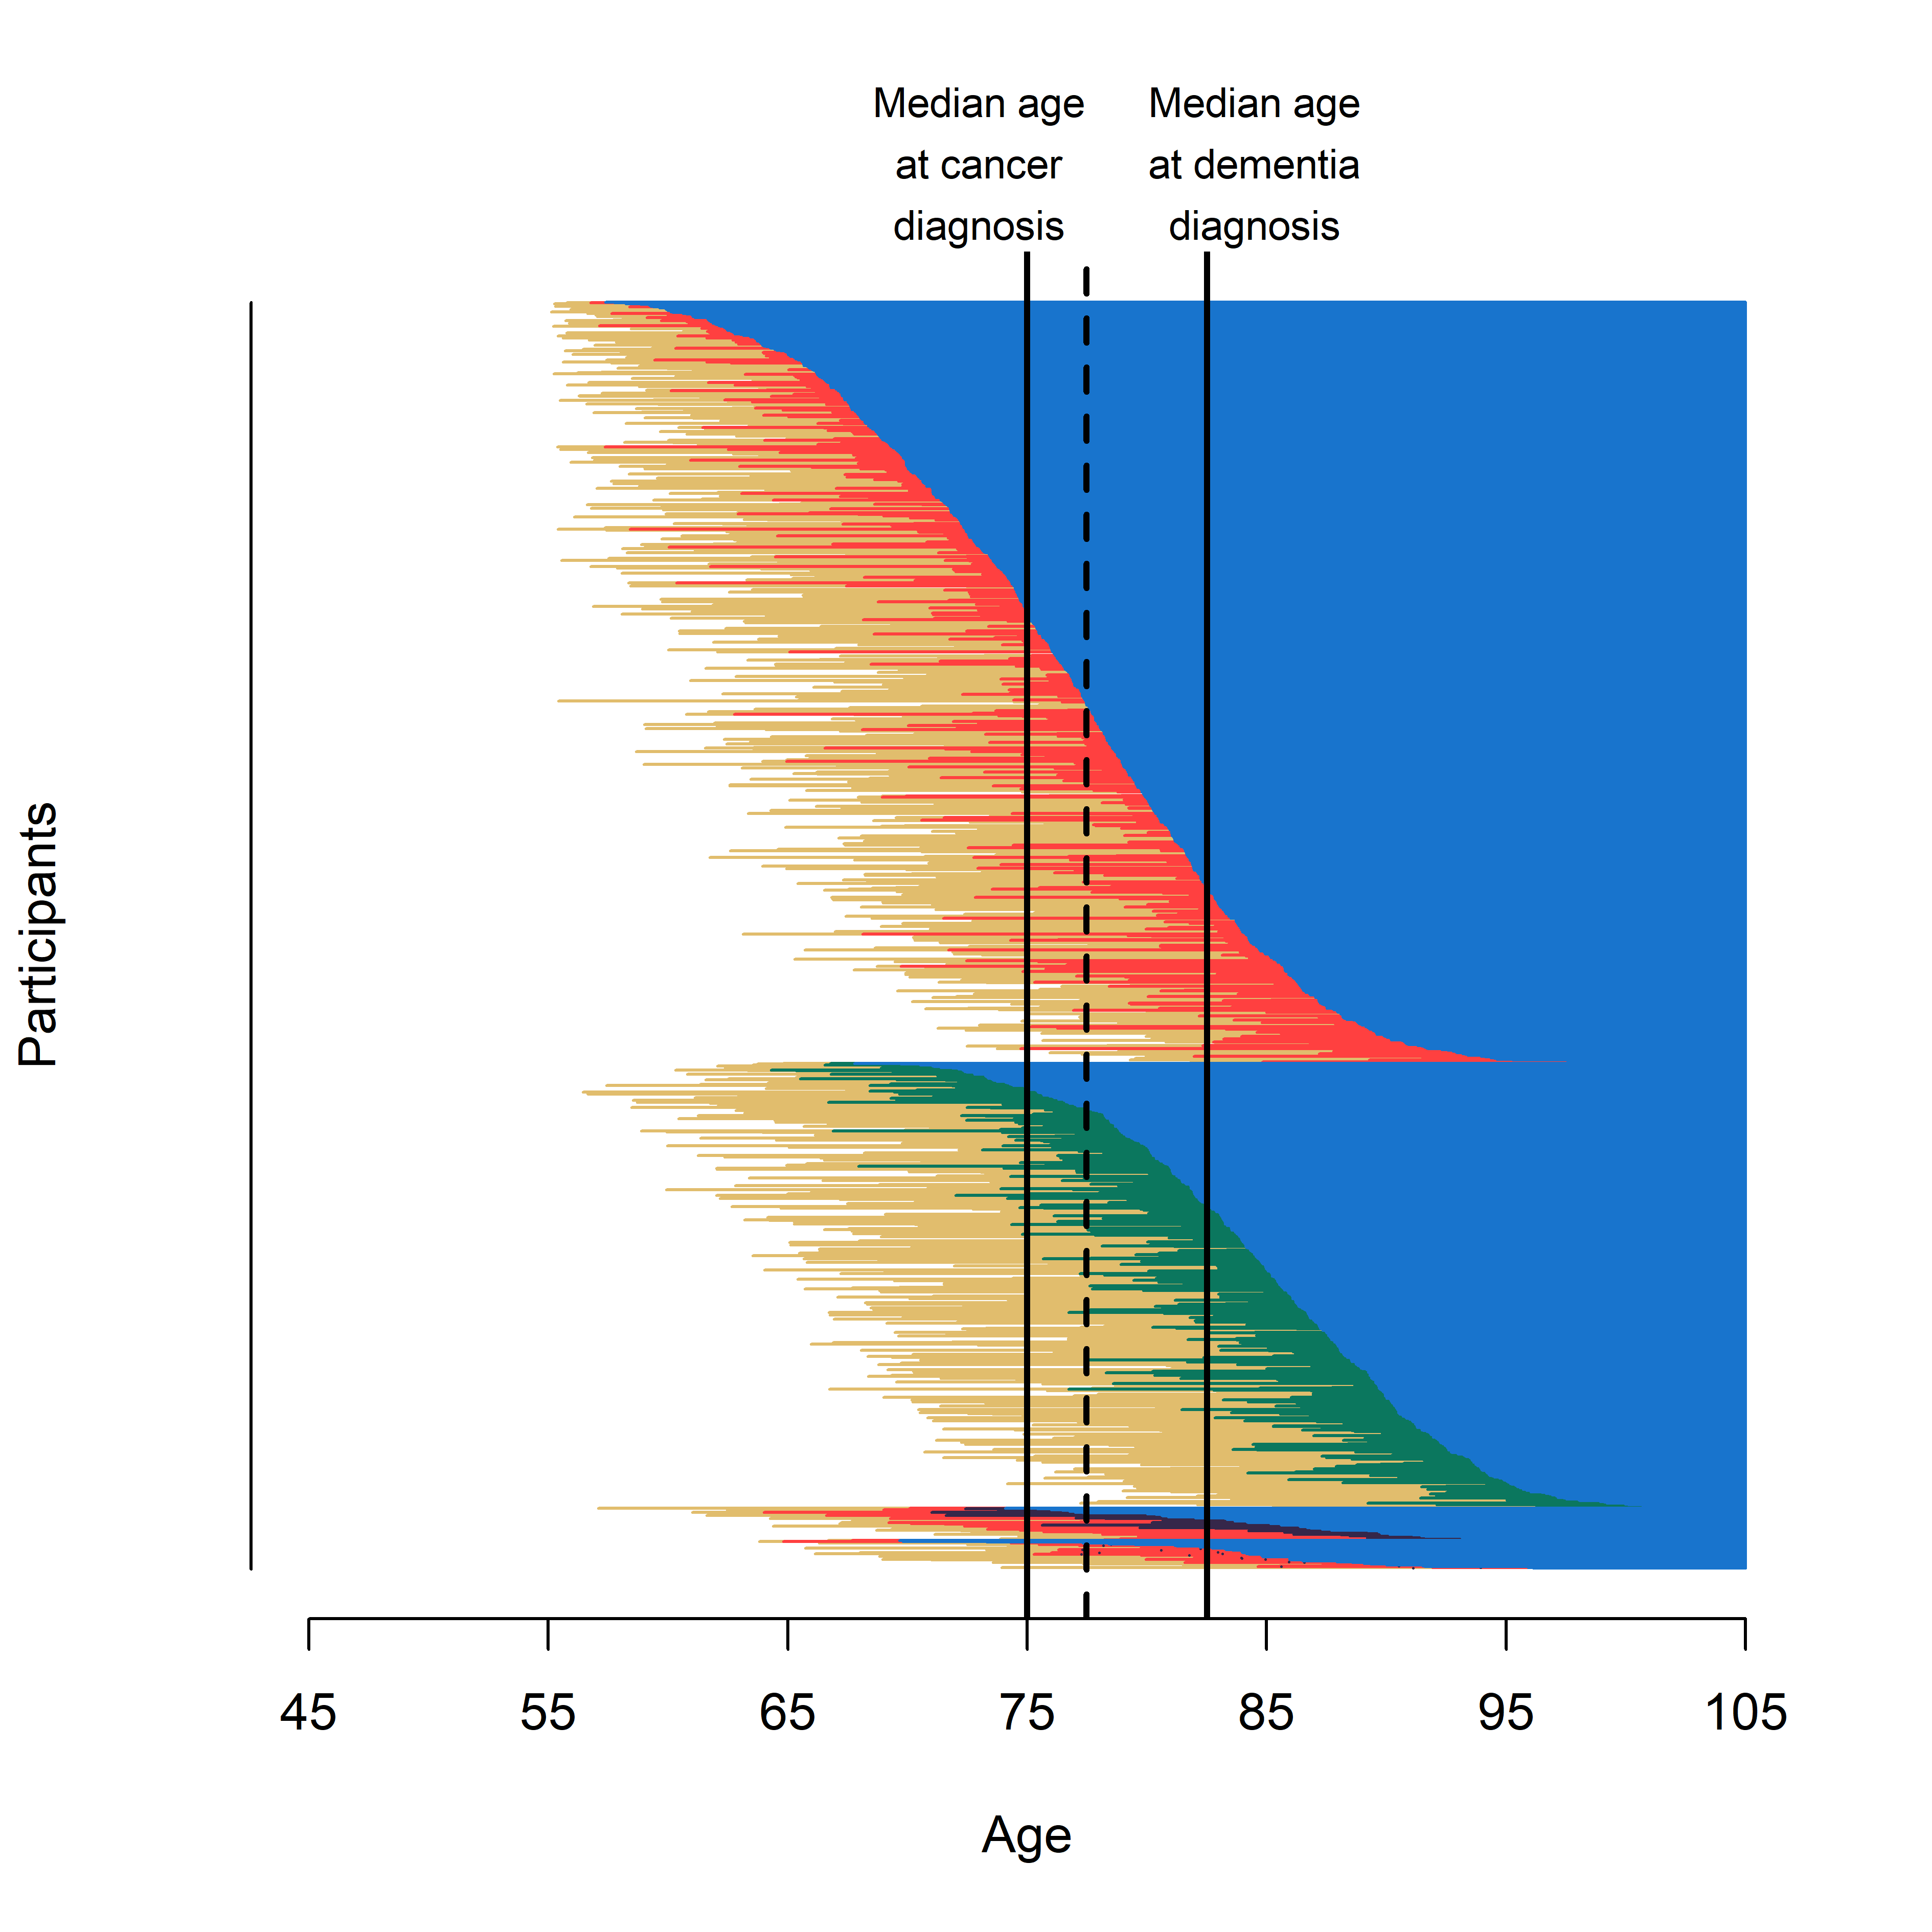 Median age
at cancer
diagnosis
Median age
at dementia
diagnosis
Participants
45 55 65 75 85 95 105
Age